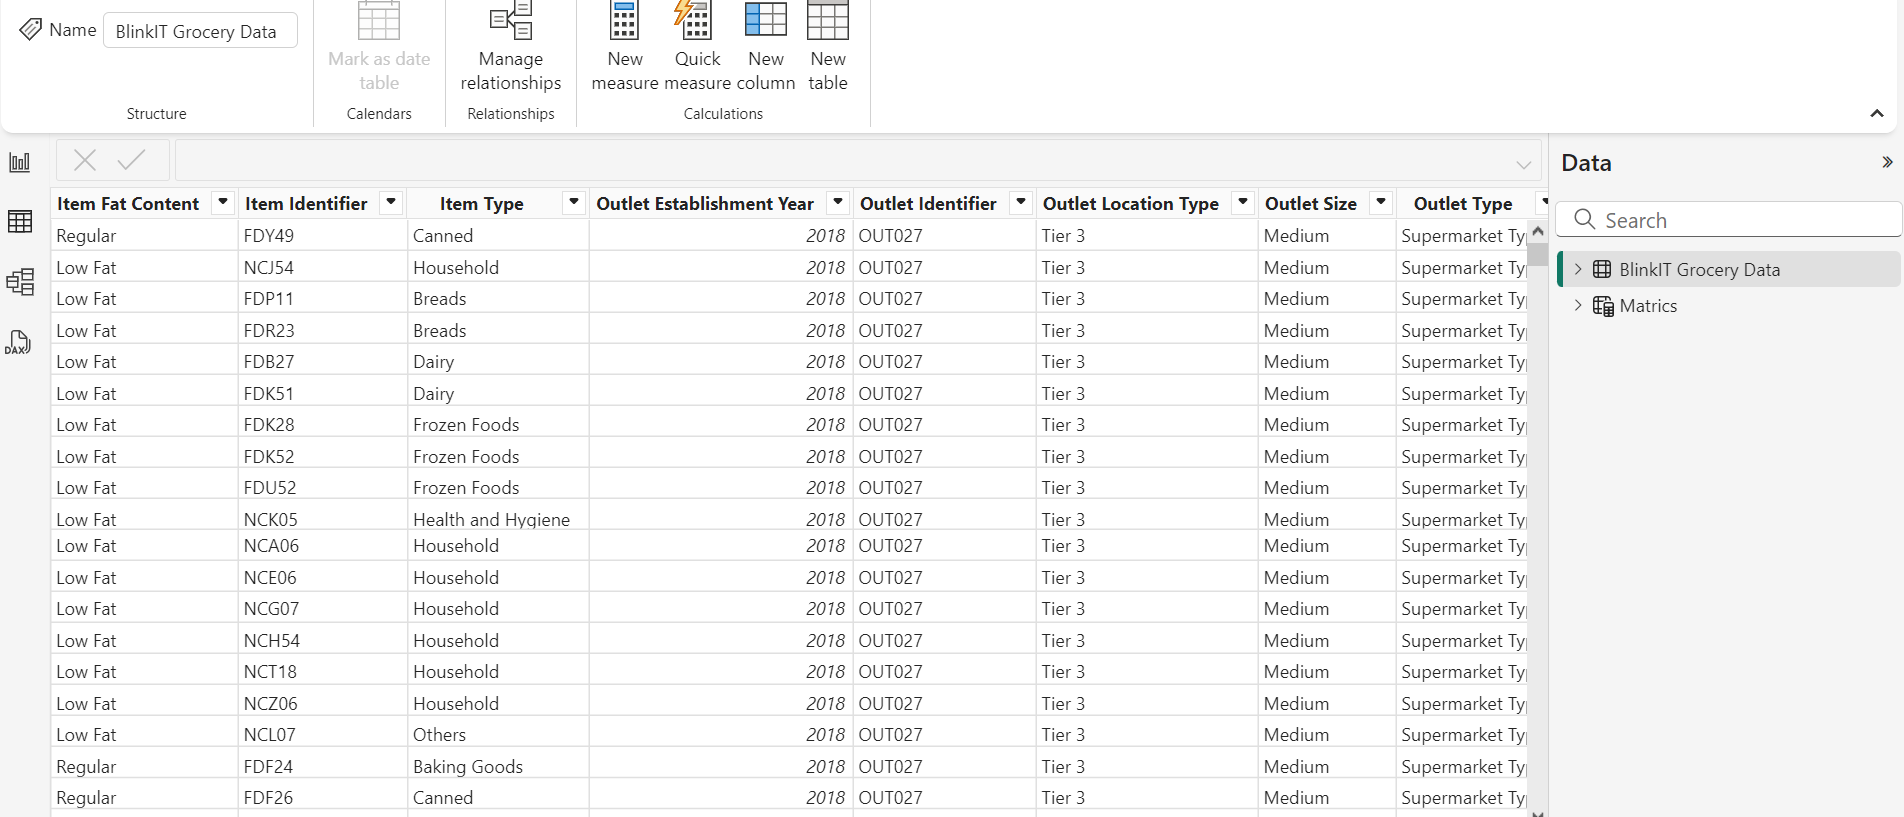 Name BlinkIT Grocery Data
Mark as date table
Manage relationships
New measure
Quick measure
New column
New table
Structure
Calendars
Relationships
Calculations
DAX
Item Fat Content Item Identifier Item Type Outlet Establishment Year Outlet Identifier Outlet Location Type Outlet Size Outlet Type
Regular FDY49 Canned 2018 OUT027 Tier 3 Medium Supermarket Ty
Low Fat NCJ54 Household 2018 OUT027 Tier 3 Medium Supermarket Ty
Low Fat FDP11 Breads 2018 OUT027 Tier 3 Medium Supermarket Ty
Low Fat FDR23 Breads 2018 OUT027 Tier 3 Medium Supermarket Ty
Low Fat FDB27 Dairy 2018 OUT027 Tier 3 Medium Supermarket Ty
Low Fat FDK51 Dairy 2018 OUT027 Tier 3 Medium Supermarket Ty
Low Fat FDK28 Frozen Foods 2018 OUT027 Tier 3 Medium Supermarket Ty
Low Fat FDK52 Frozen Foods 2018 OUT027 Tier 3 Medium Supermarket Ty
Low Fat FDU52 Frozen Foods 2018 OUT027 Tier 3 Medium Supermarket Ty
Low Fat NCK05 Health and Hygiene 2018 OUT027 Tier 3 Medium Supermarket Ty
Low Fat NCA06 Household 2018 OUT027 Tier 3 Medium Supermarket Ty
Low Fat NCE06 Household 2018 OUT027 Tier 3 Medium Supermarket Ty
Low Fat NCG07 Household 2018 OUT027 Tier 3 Medium Supermarket Ty
Low Fat NCH54 Household 2018 OUT027 Tier 3 Medium Supermarket Ty
Low Fat NCT18 Household 2018 OUT027 Tier 3 Medium Supermarket Ty
Low Fat NCZ06 Household 2018 OUT027 Tier 3 Medium Supermarket Ty
Low Fat NCL07 Others 2018 OUT027 Tier 3 Medium Supermarket Ty
Regular FDF24 Baking Goods 2018 OUT027 Tier 3 Medium Supermarket Ty
Regular FDF26 Canned 2018 OUT027 Tier 3 Medium Supermarket Ty
Data
Search
BlinkIT Grocery Data
Matrics